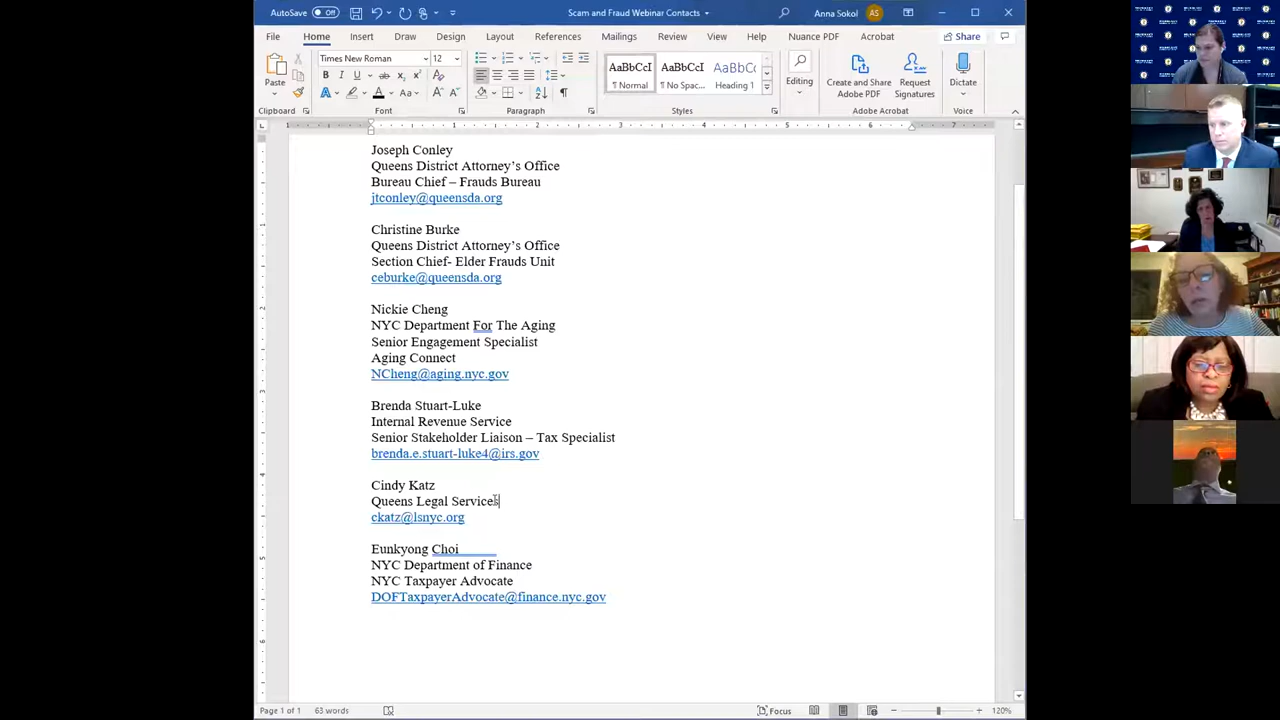 AutoSave Off
Scam and Fraud Webinar Contacts
Anna Sokol AS
File Home Insert Draw Design Layout References Mailings Review View Help Nuance PDF Acrobat Share
Paste
Times New Roman 12
AaBbCcI AaBbCcI AaBbCc
¶ Normal ¶ No Spac... Heading 1
Editing
Create and Share Adobe PDF
Request Signatures
Dictate
Clipboard Font Paragraph Styles Adobe Acrobat Voice
Joseph Conley
Queens District Attorney’s Office
Bureau Chief – Frauds Bureau
jtconley@queensda.org
Christine Burke
Queens District Attorney’s Office
Section Chief- Elder Frauds Unit
ceburke@queensda.org
Nickie Cheng
NYC Department For The Aging
Senior Engagement Specialist
Aging Connect
NCheng@aging.nyc.gov
Brenda Stuart-Luke
Internal Revenue Service
Senior Stakeholder Liaison – Tax Specialist
brenda.e.stuart-luke4@irs.gov
Cindy Katz
Queens Legal Services
ckatz@lsnyc.org
Eunkyong Choi
NYC Department of Finance
NYC Taxpayer Advocate
DOFTaxpayerAdvocate@finance.nyc.gov
Page 1 of 1 63 words Focus 120%